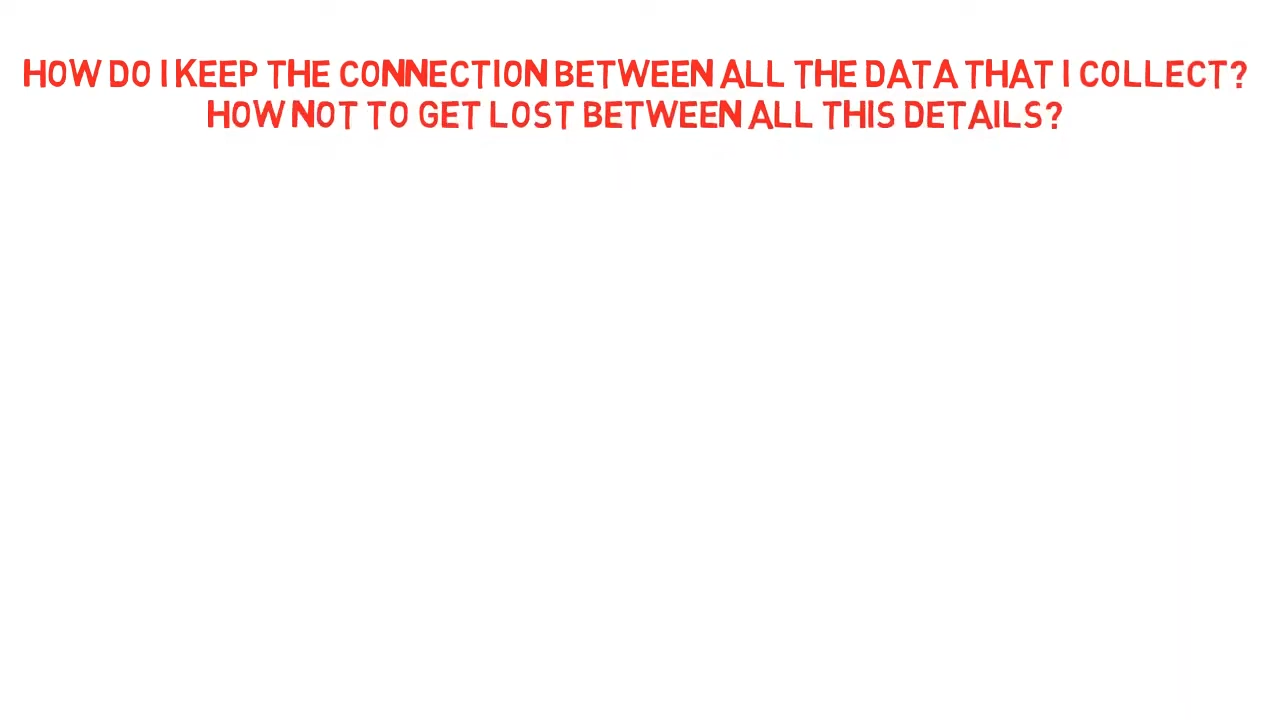 HOW DO I KEEP THE CONNECTION BETWEEN ALL THE DATA THAT I COLLECT?
HOW NOT TO GET LOST BETWEEN ALL THIS DETAILS?